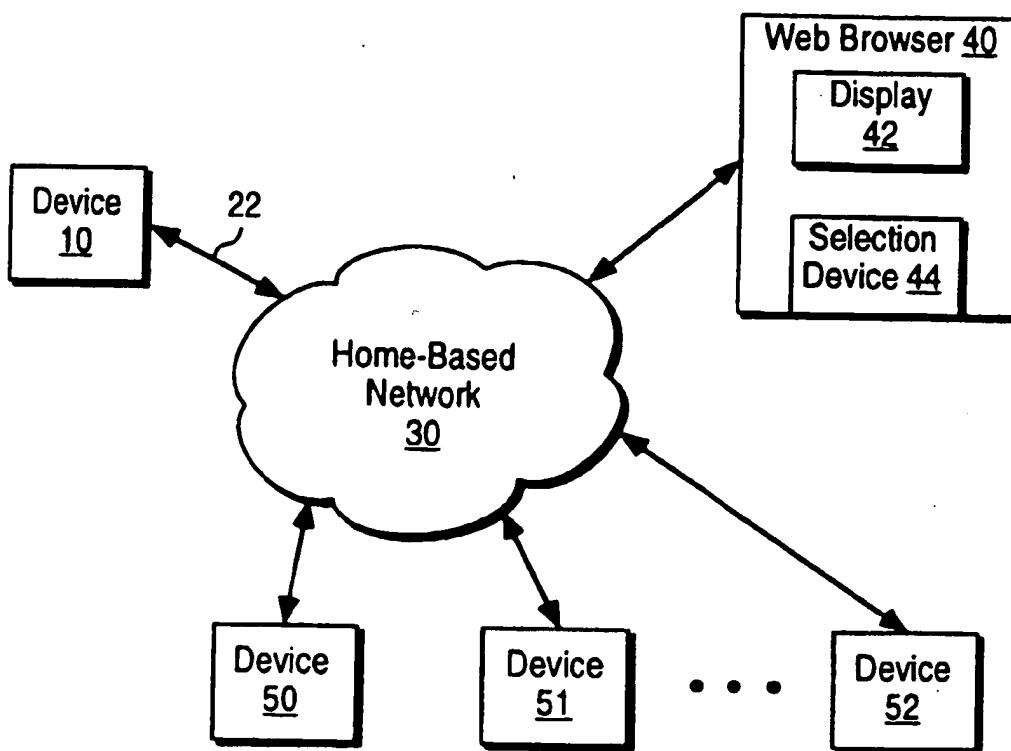 Web Browser 40
Display
42
Selection
Device 44
Device
10
22
Home-Based
Network
30
Device
50
Device
51
• • •
Device
52